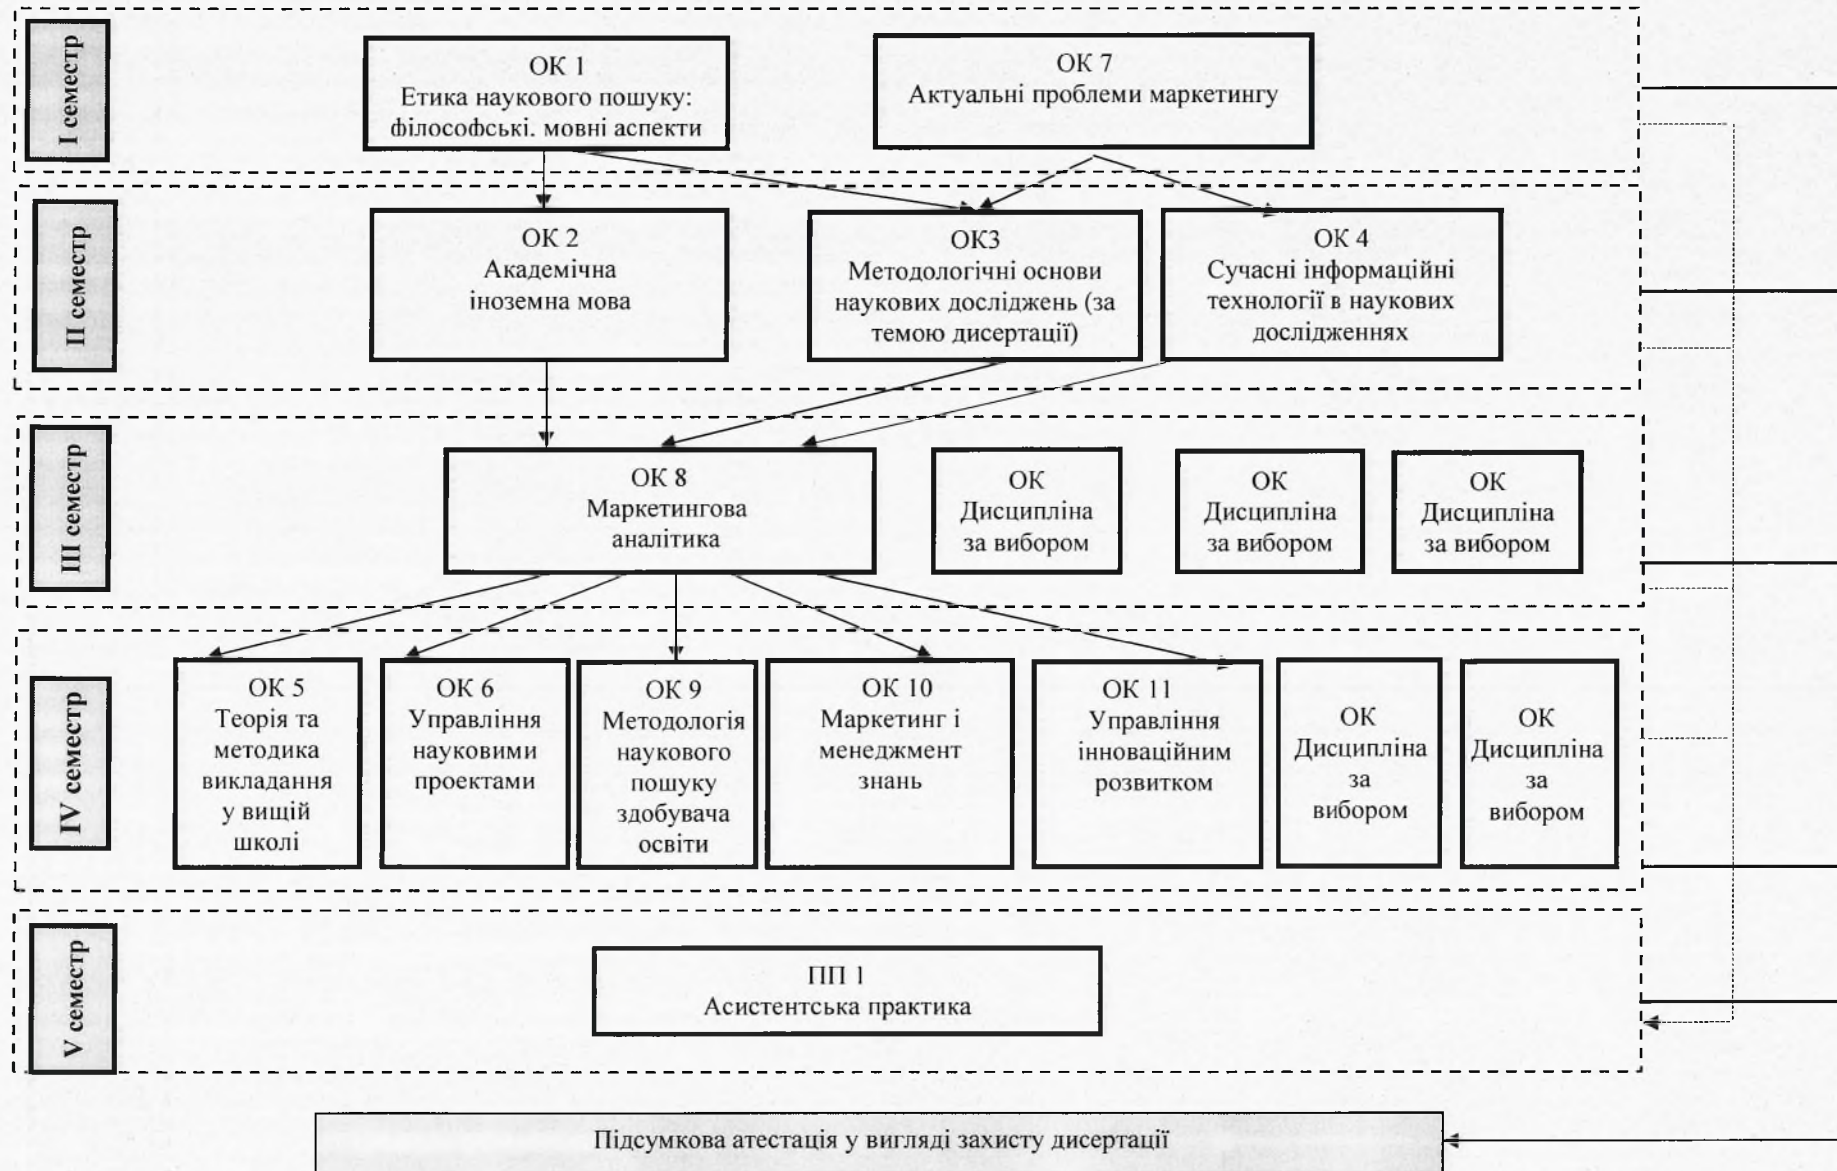 I семестр
ОК 1
Етика наукового пошуку:
філософські, мовні аспекти
ОК 7
Актуальні проблеми маркетингу
II семестр
ОК 2
Академічна
іноземна мова
ОК3
Методологічні основи
наукових досліджень (за
темою дисертації)
ОК 4
Сучасні інформаційні
технології в наукових
дослідженнях
III семестр
ОК 8
Маркетингова
аналітика
ОК
Дисципліна
за вибором
ОК
Дисципліна
за вибором
ОК
Дисципліна
за вибором
IV семестр
ОК 5
Теорія та
методика
викладання
у вищій
школі
ОК 6
Управління
науковими
проектами
ОК 9
Методологія
наукового
пошуку
здобувача
освіти
ОК 10
Маркетинг і
менеджмент
знань
ОК 11
Управління
інноваційним
розвитком
ОК
Дисципліна
за
вибором
ОК
Дисципліна
за
вибором
V семестр
ПП 1
Асистентська практика
Підсумкова атестація у вигляді захисту дисертації